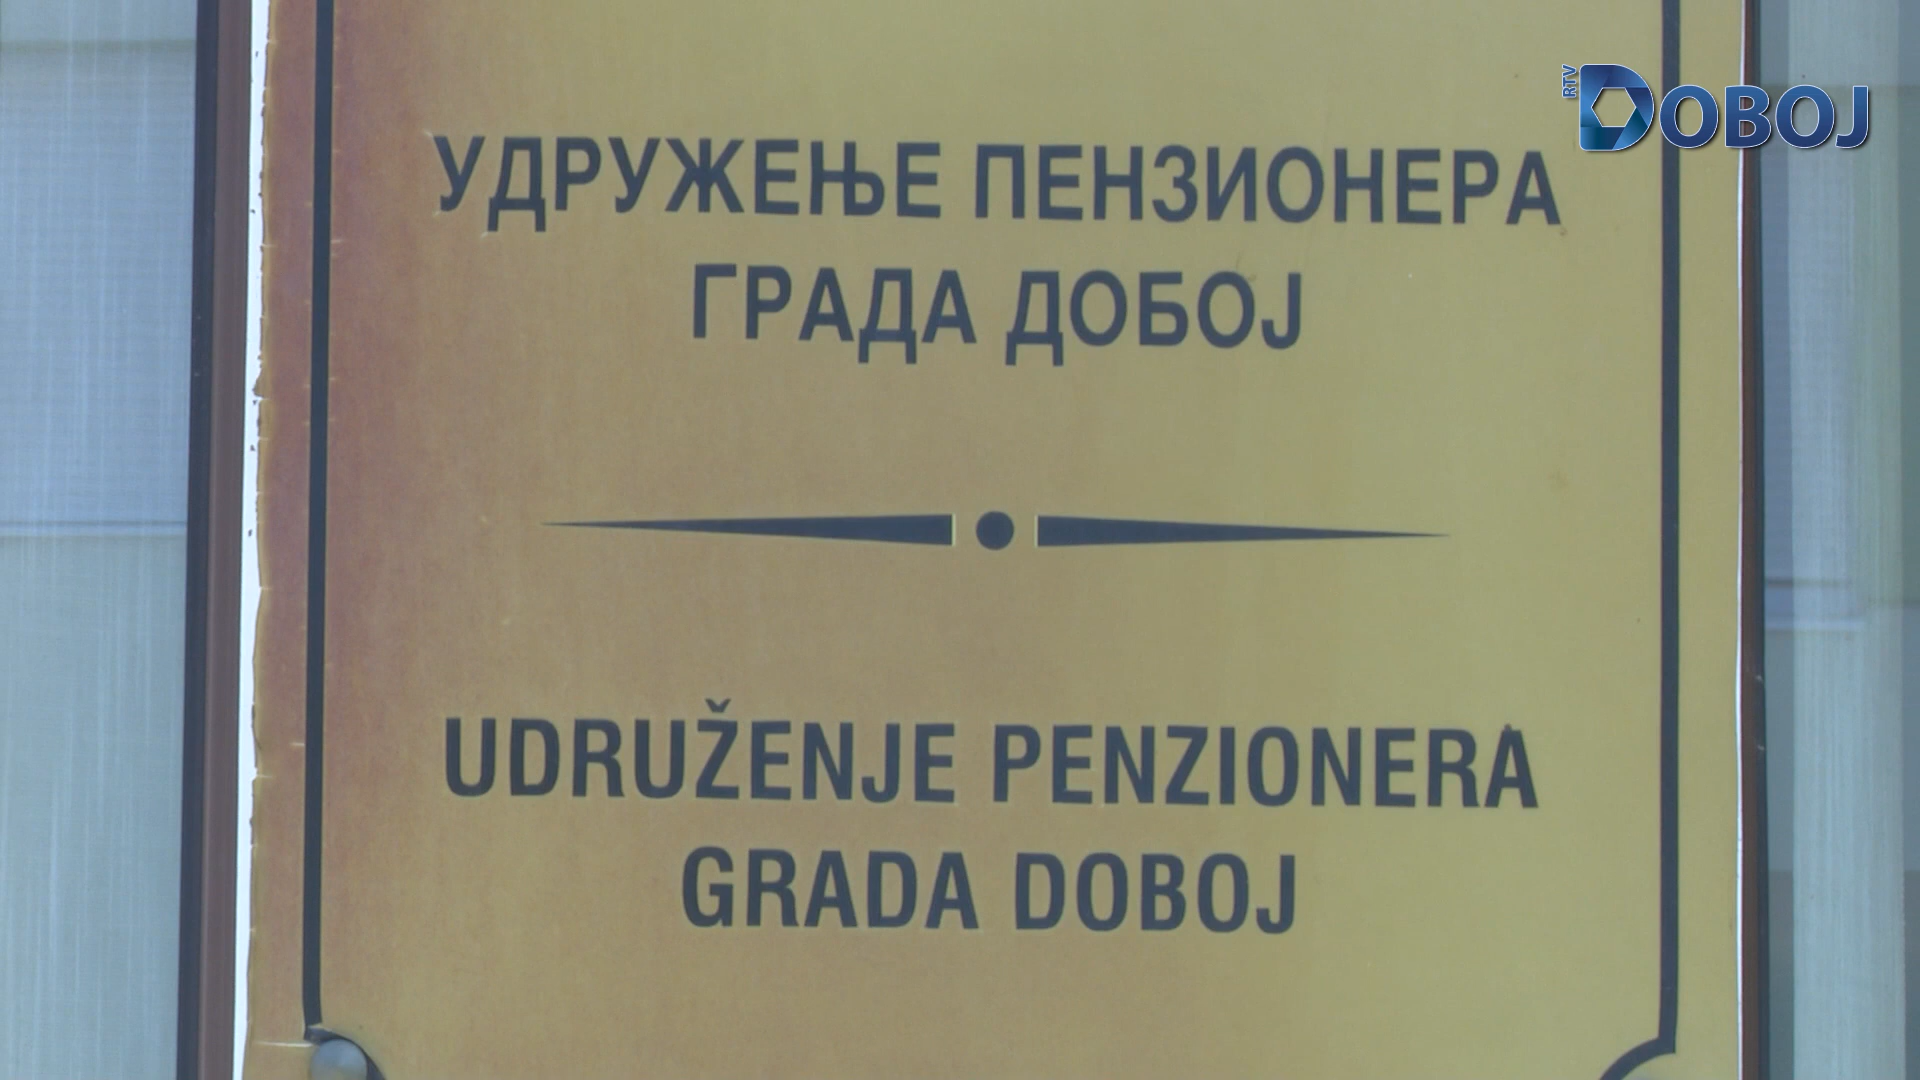 RTV DOBOJ
УДРУЖЕЊЕ ПЕНЗИОНЕРА
ГРАДА ДОБОЈ
UDRUŽENJE PENZIONERA
GRADA DOBOJ